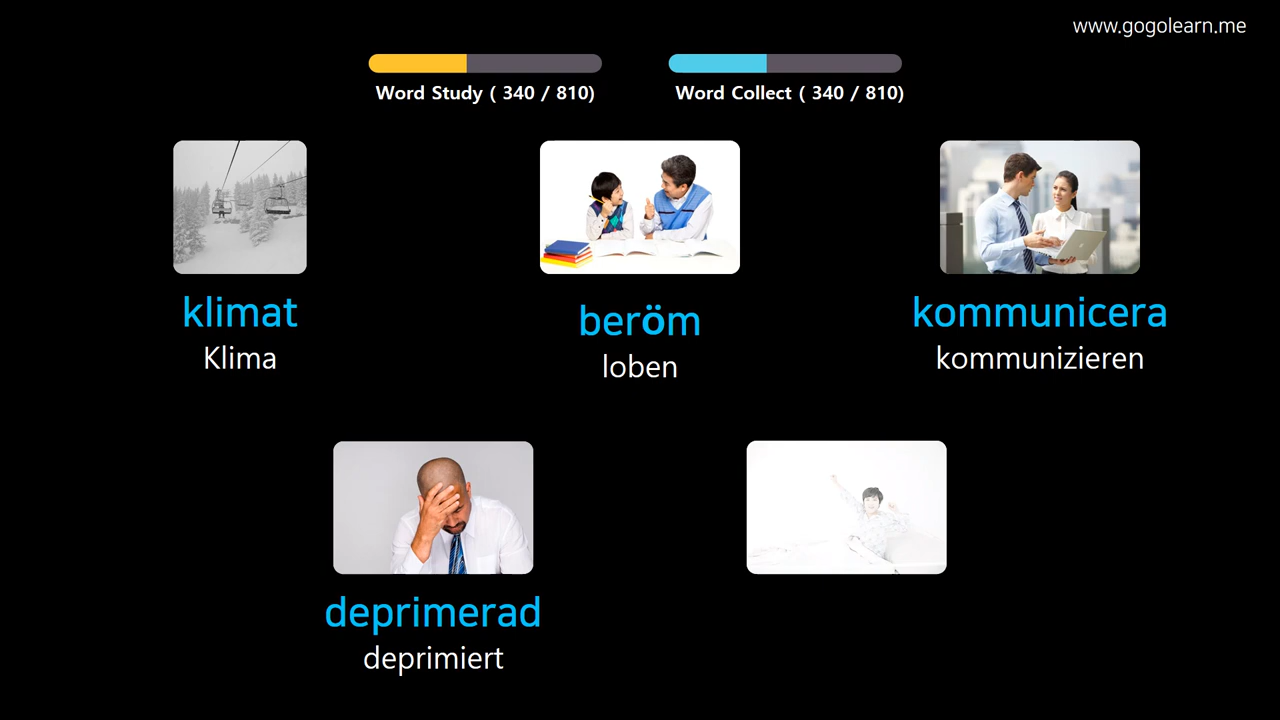 www.gogolearn.me
Word Study ( 340 / 810)
Word Collect ( 340 / 810)
klimat
Klima
beröm
loben
kommunicera
kommunizieren
deprimerad
deprimiert